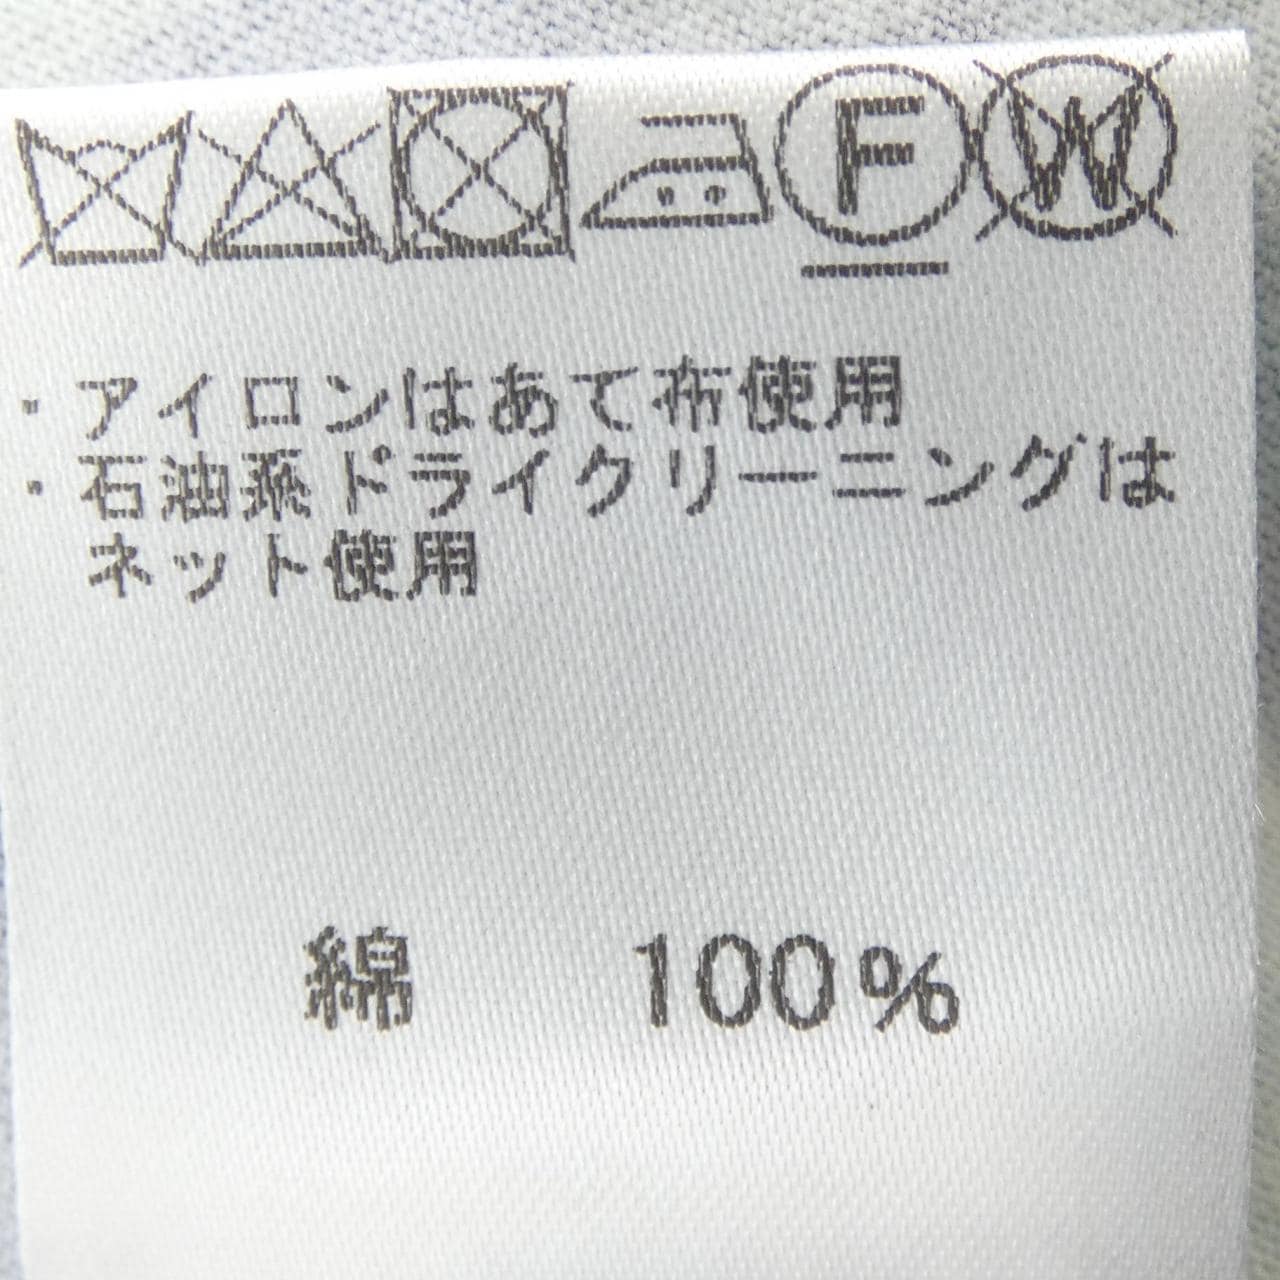 F W
・アイロンはあて布使用
・石油系ドライクリーニングは
ネット使用
綿 100%